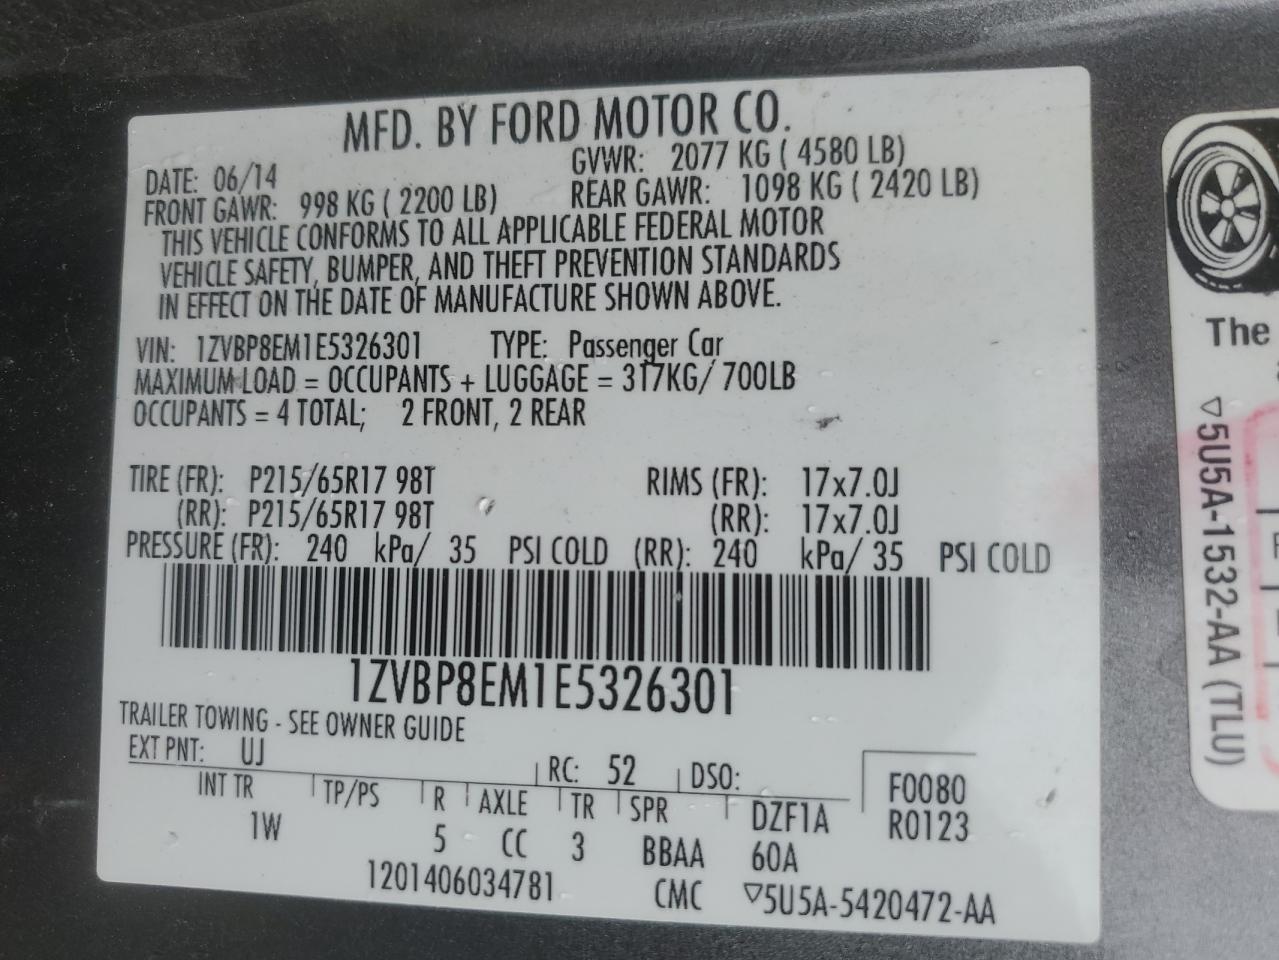 MFD. BY FORD MOTOR CO.
DATE: 06/14 GVWR: 2077 KG ( 4580 LB)
FRONT GAWR: 998 KG ( 2200 LB) REAR GAWR: 1098 KG ( 2420 LB)
THIS VEHICLE CONFORMS TO ALL APPLICABLE FEDERAL MOTOR
VEHICLE SAFETY, BUMPER, AND THEFT PREVENTION STANDARDS
IN EFFECT ON THE DATE OF MANUFACTURE SHOWN ABOVE.
VIN: 1ZVBP8EM1E5326301 TYPE: Passenger Car
MAXIMUM LOAD = OCCUPANTS + LUGGAGE = 317KG/ 700LB
OCCUPANTS = 4 TOTAL; 2 FRONT, 2 REAR
TIRE (FR): P215/65R17 98T RIMS (FR): 17x7.0J
(RR): P215/65R17 98T (RR): 17x7.0J
PRESSURE (FR): 240 kPa/ 35 PSI COLD (RR): 240 kPa/ 35 PSI COLD
1ZVBP8EM1E5326301
TRAILER TOWING - SEE OWNER GUIDE
EXT PNT: UJ RC: 52 DSO: F0080
INT TR TP/PS R AXLE TR SPR DZF1A R0123
1W 5 CC 3 BBAA 60A
1201406034781 CMC ▽5U5A-5420472-AA
The
▽5U5A-1532-AA (TLU)